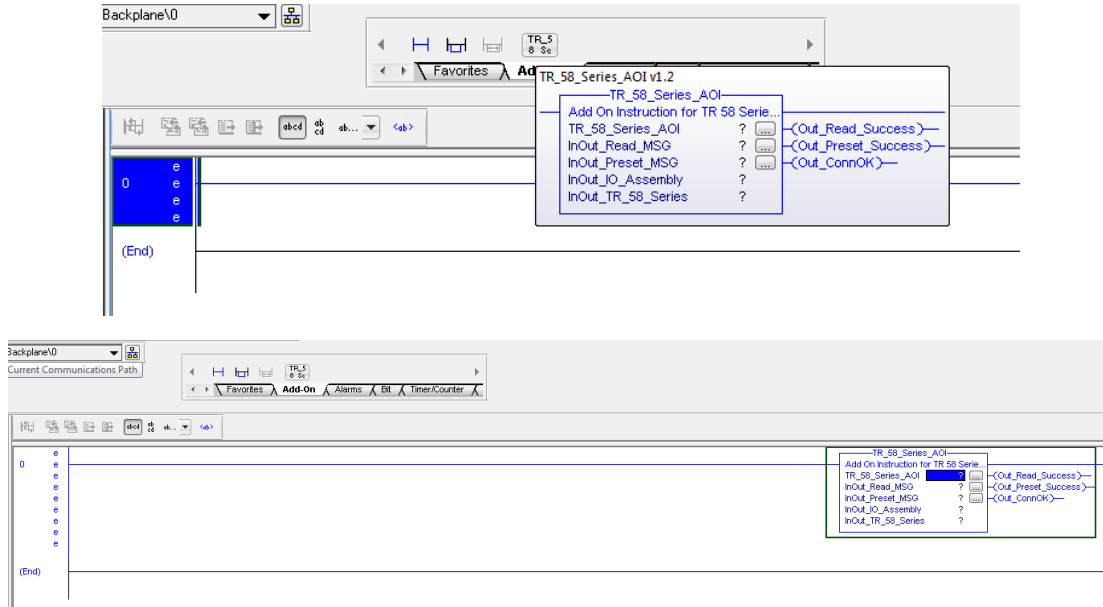 Backplane\0
TR_5
8 Se
Favorites
Ad
TR_58_Series_AOI v1.2
TR_58_Series_AOI
Add On Instruction for TR 58 Serie...
TR_58_Series_AOI ? ... (Out_Read_Success)
InOut_Read_MSG ? ... (Out_Preset_Success)
InOut_Preset_MSG ? ... (Out_ConnOK)
InOut_IO_Assembly ?
InOut_TR_58_Series ?
abcd ab cd ab... <ab>
e
0 e
e
e
(End)
Backplane\0
Current Communications Path
TR_5
8 Se
Favorites Add-On Alarms Bit Timer/Counter
abcd ab cd ab... <ab>
e
0 e
e
e
e
e
e
e
e
TR_58_Series_AOI
Add On Instruction for TR 58 Serie...
TR_58_Series_AOI ? ... (Out_Read_Success)
InOut_Read_MSG ? ... (Out_Preset_Success)
InOut_Preset_MSG ? ... (Out_ConnOK)
InOut_IO_Assembly ?
InOut_TR_58_Series ?
(End)